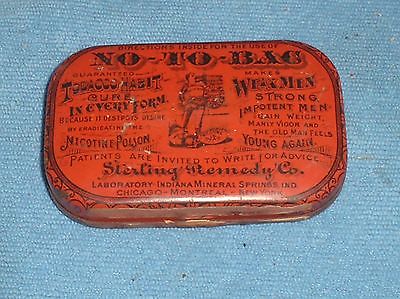 DIRECTIONS INSIDE FOR THE USE OF
NO-TO-BAC
GUARANTEED
TOBACCO HABIT
CURE
IN EVERY FORM.
BECAUSE IT DESTROYS DESIRE
BY ERADICATING THE
NICOTINE POISON.
MAKES
WEAK MEN
STRONG.
IMPOTENT MEN
GAIN WEIGHT,
MANLY VIGOR AND
THE OLD MAN FEELS
YOUNG AGAIN.
PATIENTS ARE INVITED TO WRITE FOR ADVICE
Sterling Remedy Co.
LABORATORY-INDIANA MINERAL SPRINGS, IND.
CHICAGO-MONTREAL-NEW YORK.